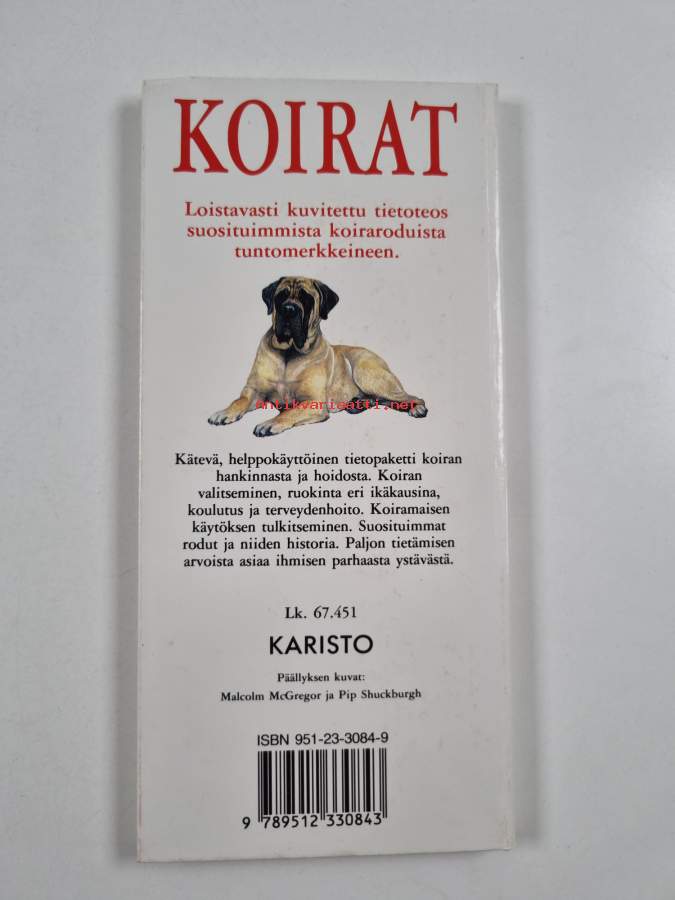 KOIRAT
Loistavasti kuvitettu tietoteos
suosituimmista koiraroduista
tuntomerkkeineen.
Antikvariaatti.net
Kätevä, helppokäyttöinen tietopaketti koiran
hankinnasta ja hoidosta. Koiran
valitseminen, ruokinta eri ikäkausina,
koulutus ja terveydenhoito. Koiramaisen
käytöksen tulkitseminen. Suosituimmat
rodut ja niiden historia. Paljon tietämisen
arvoista asiaa ihmisen parhaasta ystävästä.
Lk. 67.451
KARISTO
Päällyksen kuvat:
Malcolm McGregor ja Pip Shuckburgh
ISBN 951-23-3084-9
9 789512 330843